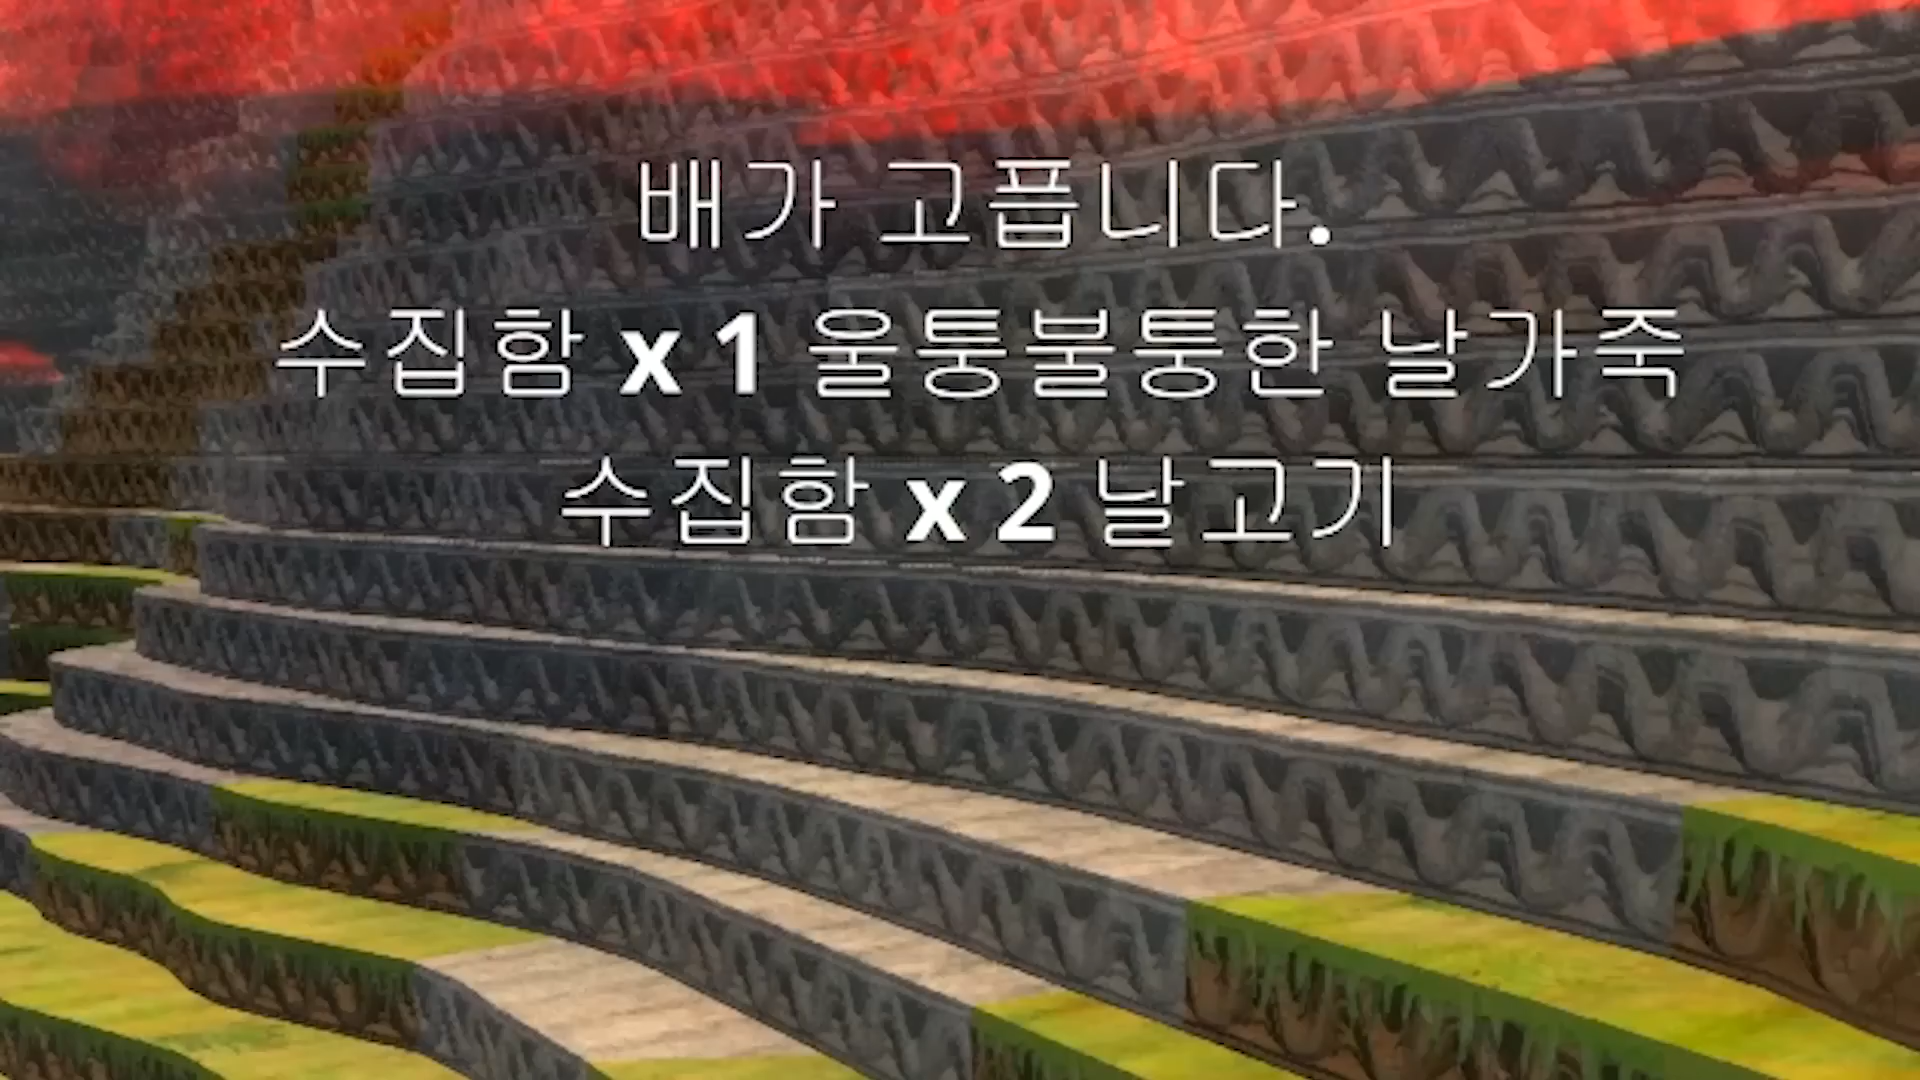 배가 고픕니다.
수집함 x 1 울퉁불퉁한 날가죽
수집함 x 2 날고기